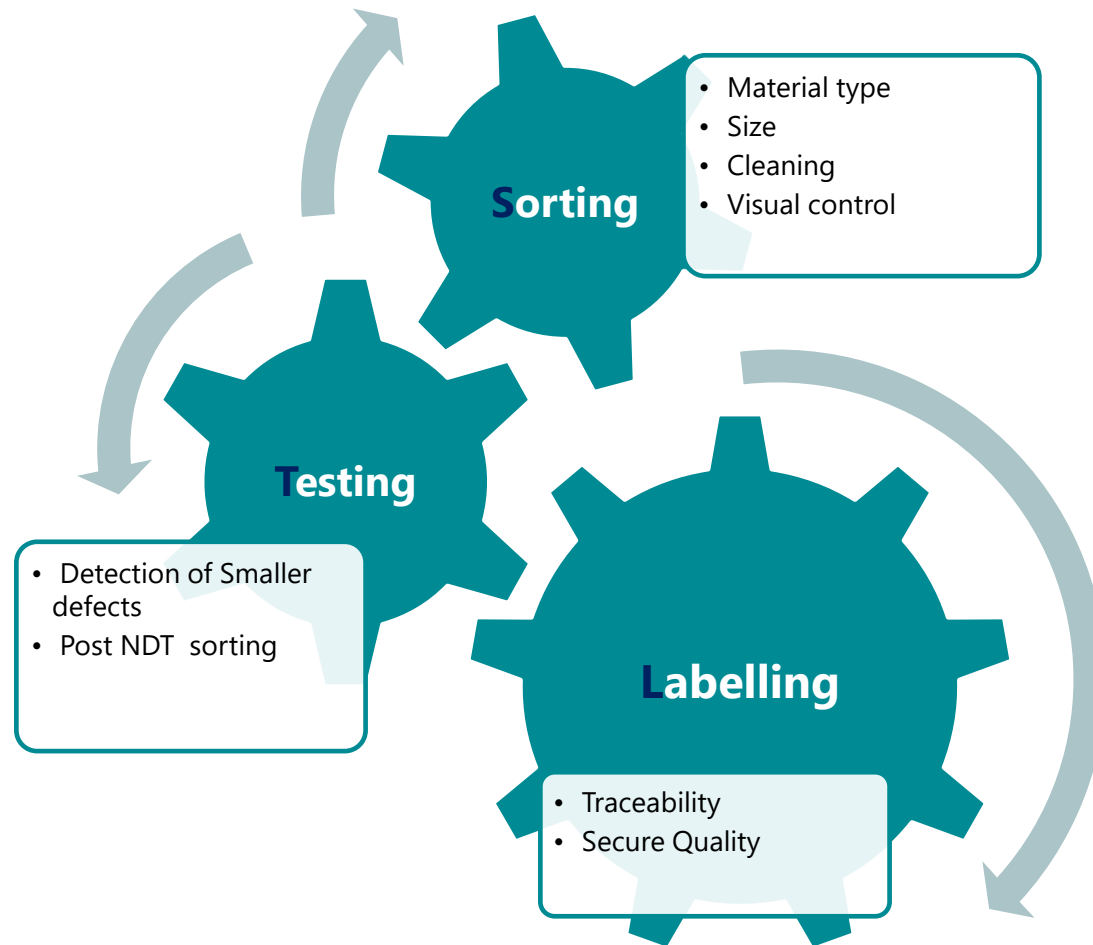 Sorting
• Material type
• Size
• Cleaning
• Visual control
Testing
• Detection of Smaller
defects
• Post NDT sorting
Labelling
• Traceability
• Secure Quality